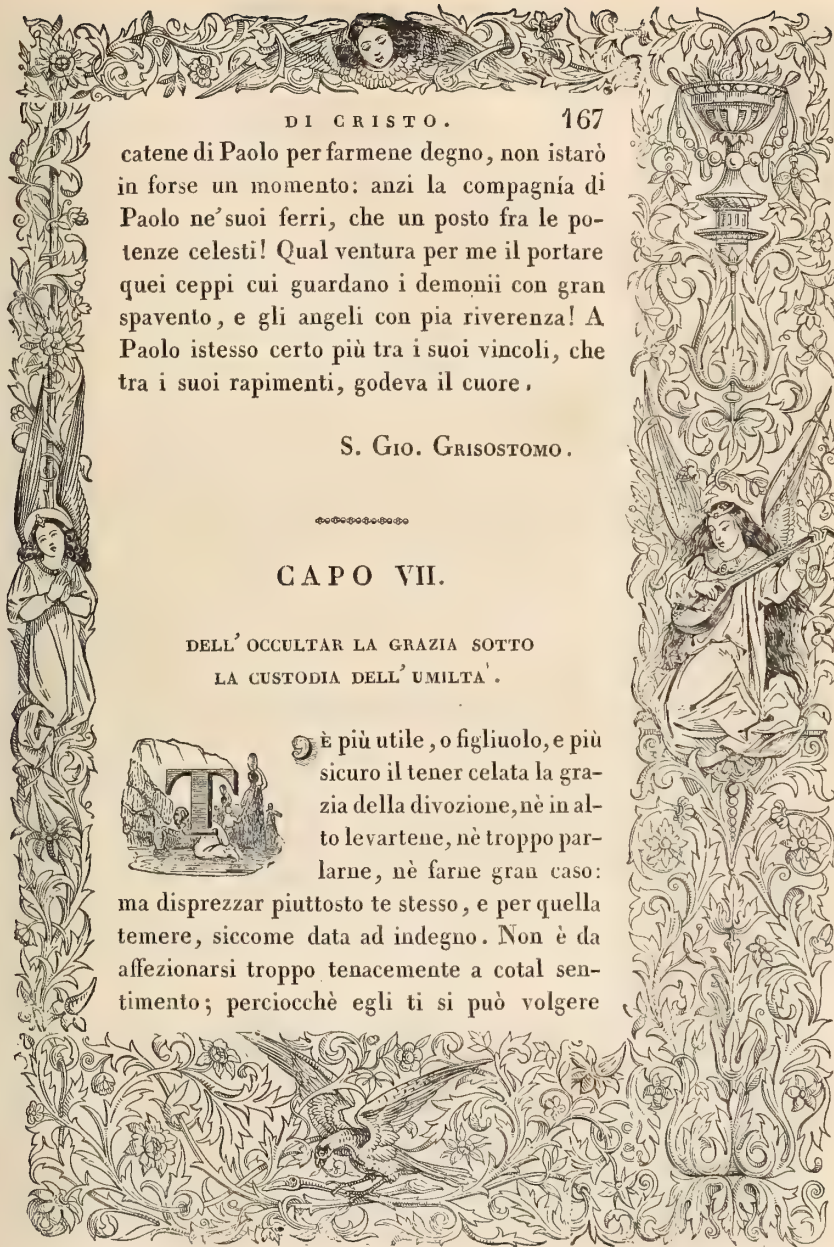 DI CRISTO. 167
catene di Paolo per farmene degno, non istarò
in forse un momento: anzi la compagnía di
Paolo ne' suoi ferri, che un posto fra le po-
tenze celesti! Qual ventura per me il portare
quei ceppi cui guardano i demonii con gran
spavento, e gli angeli con pia riverenza! A
Paolo istesso certo più tra i suoi vincoli, che
tra i suoi rapimenti, godeva il cuore.
S. GIO. GRISOSTOMO.
CAPO VII.
DELL' OCCULTAR LA GRAZIA SOTTO
LA CUSTODIA DELL' UMILTA'.
T' È più utile, o figliuolo, e più
sicuro il tener celata la gra-
zia della divozione, nè in al-
to levartene, nè troppo par-
larne, nè farne gran caso:
ma disprezzar piuttosto te stesso, e per quella
temere, siccome data ad indegno. Non è da
affezionarsi troppo tenacemente a cotal sen-
timento; perciocchè egli ti si può volgere